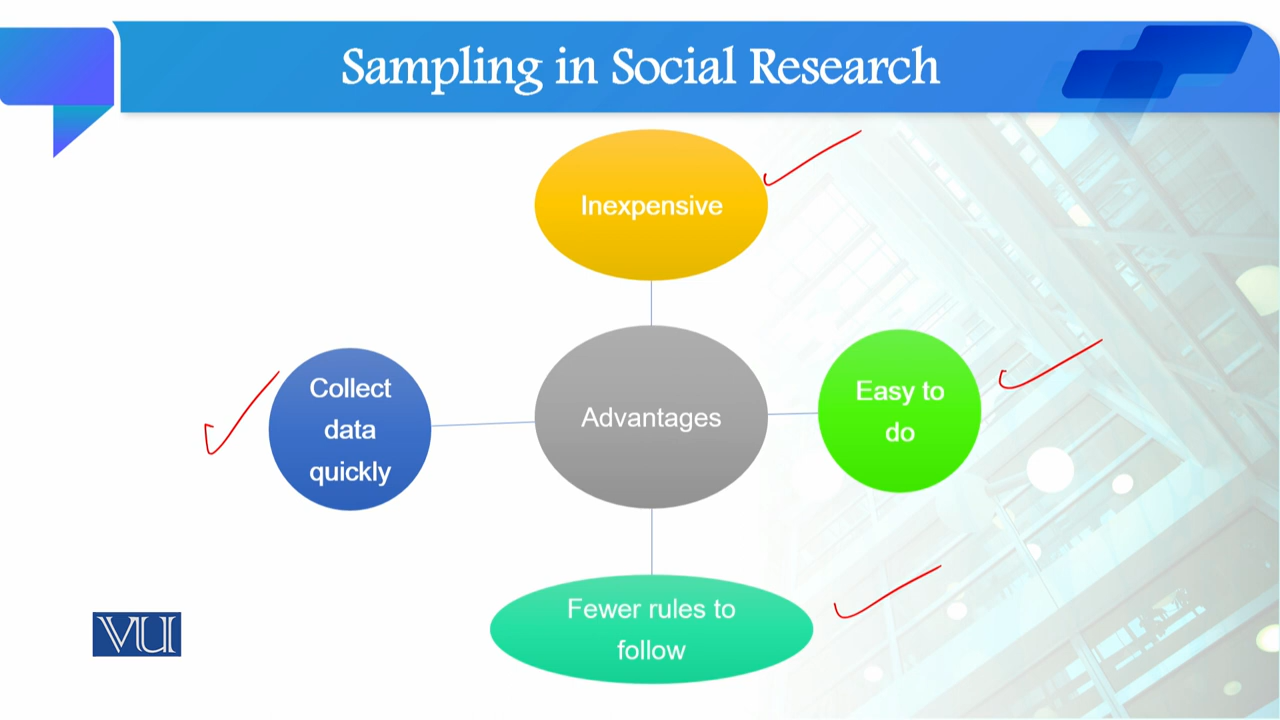 Sampling in Social Research
Inexpensive
Collect
data
quickly
Advantages
Easy to
do
Fewer rules to
follow
VU